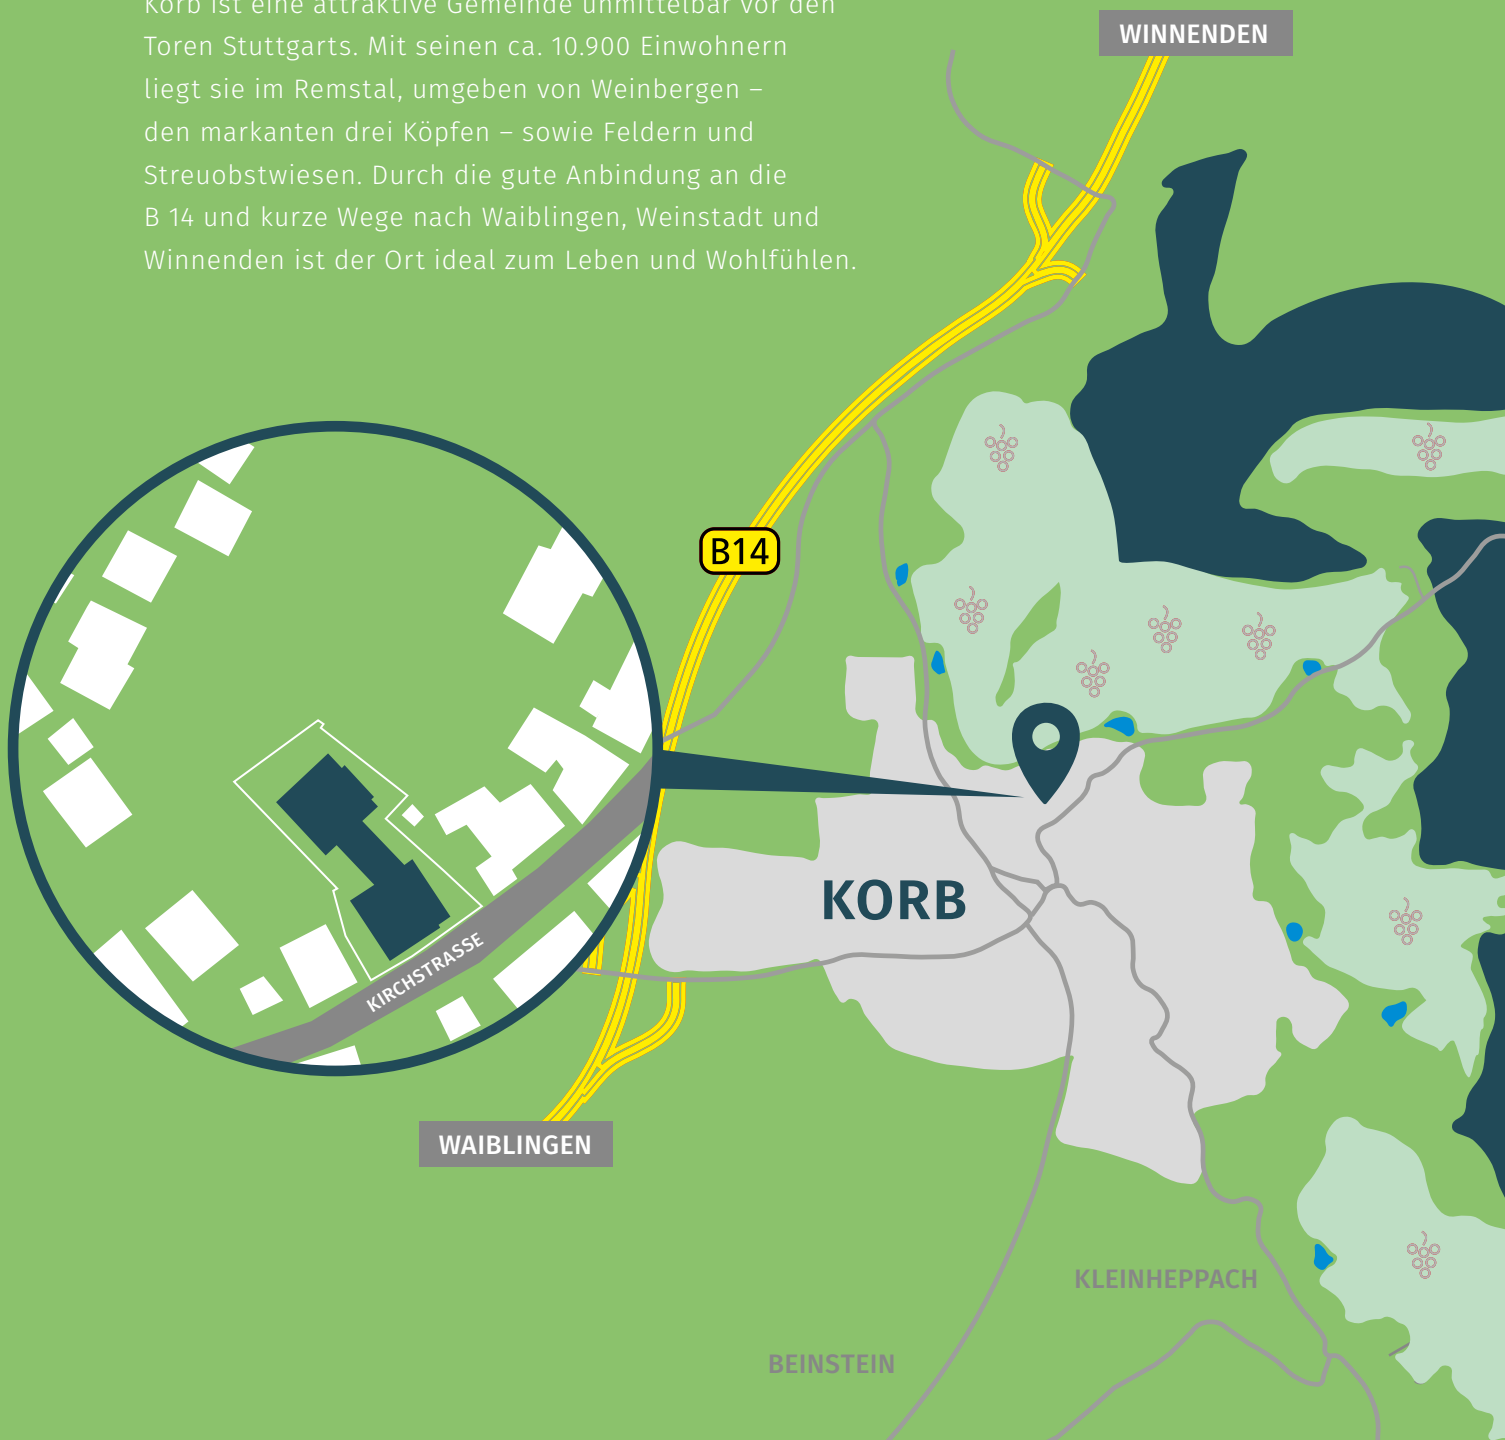 Korb ist eine attraktive Gemeinde unmittelbar vor den
Toren Stuttgarts. Mit seinen ca. 10.900 Einwohnern
liegt sie im Remstal, umgeben von Weinbergen –
den markanten drei Köpfen – sowie Feldern und
Streuobstwiesen. Durch die gute Anbindung an die
B 14 und kurze Wege nach Waiblingen, Weinstadt und
Winnenden ist der Ort ideal zum Leben und Wohlfühlen.
WINNENDEN
B14
KORB
KIRCHSTRASSE
WAIBLINGEN
KLEINHEPPACH
BEINSTEIN